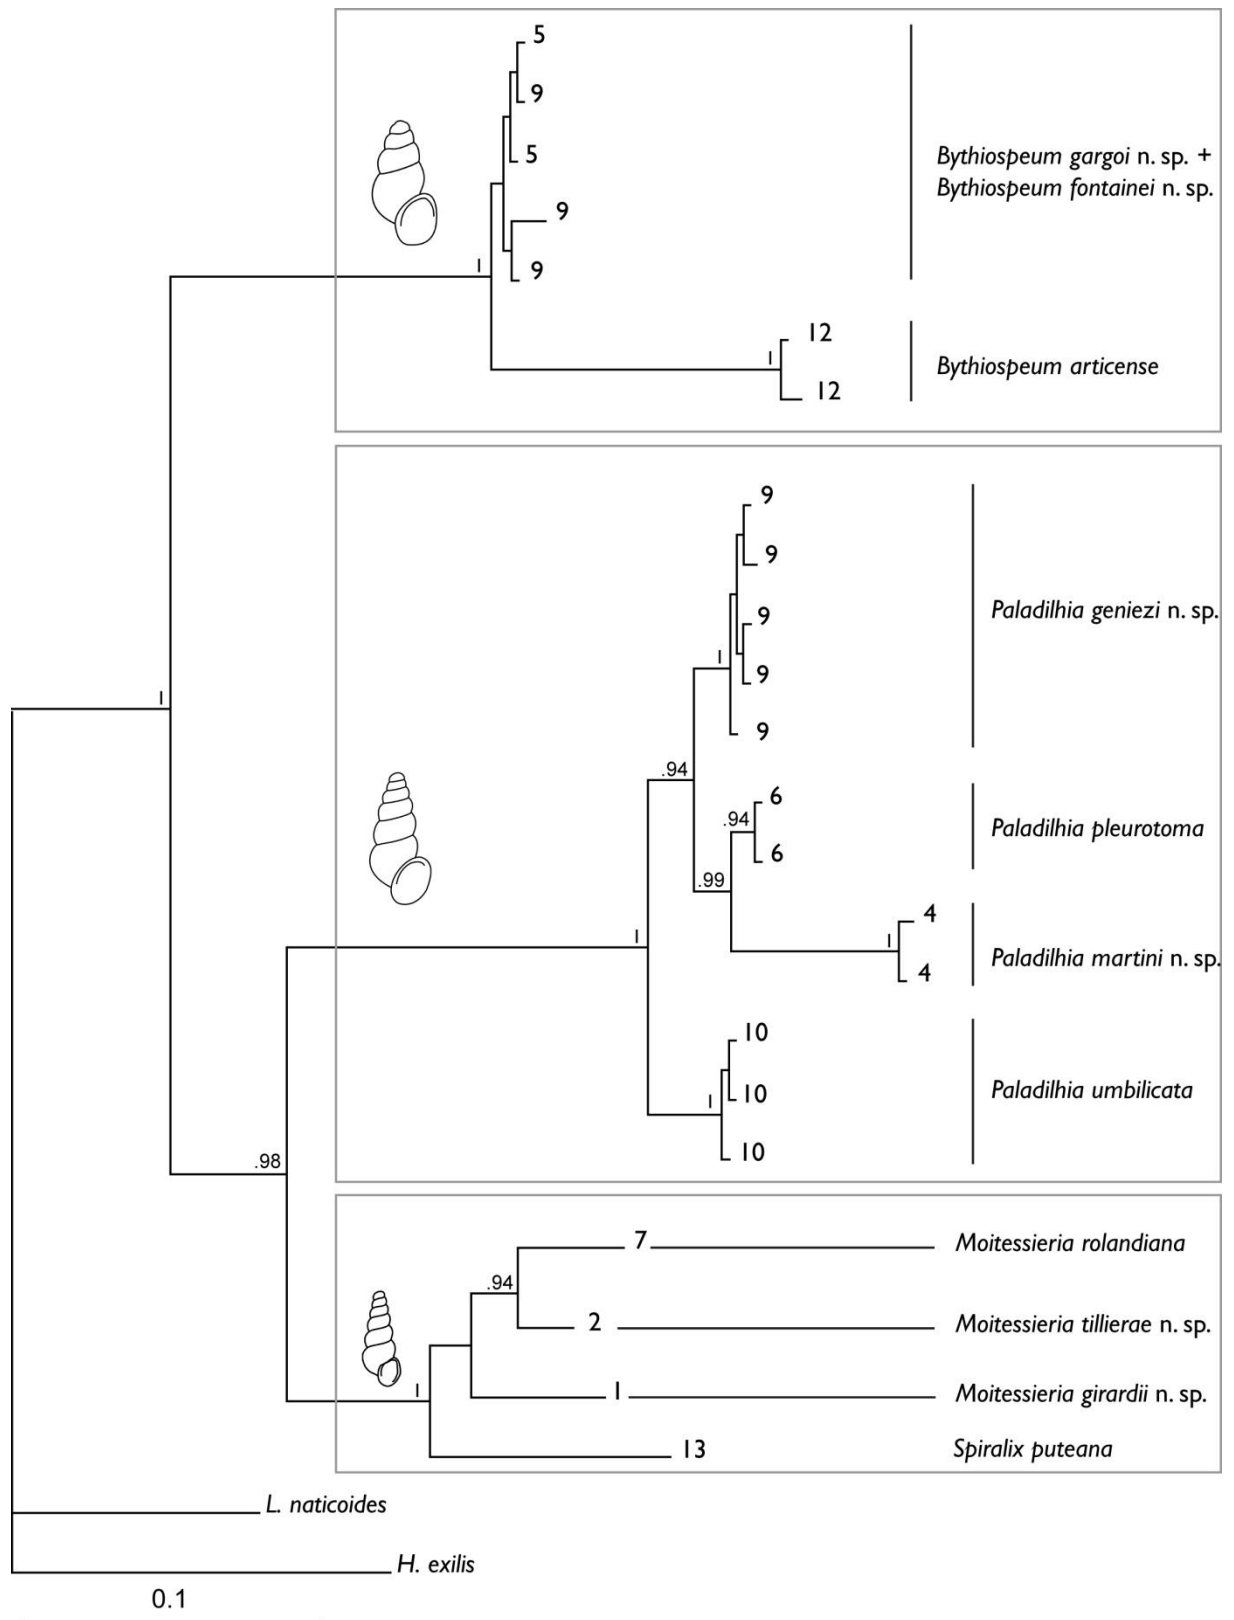 5
9
5
9
9
Bythiospeum gargoi n. sp. +
Bythiospeum fontainei n. sp.
1
12
12
1
Bythiospeum articense
9
9
9
9
9
1
Paladilhia geniezi n. sp.
1
.94
6
6
.94
Paladilhia pleurotoma
.99
4
4
1
Paladilhia martini n. sp.
1
10
10
10
1
Paladilhia umbilicata
.98
7
Moitessieria rolandiana
.94
2
Moitessieria tillierae n. sp.
1
1
Moitessieria girardii n. sp.
13
Spiralix puteana
L. naticoides
H. exilis
0.1